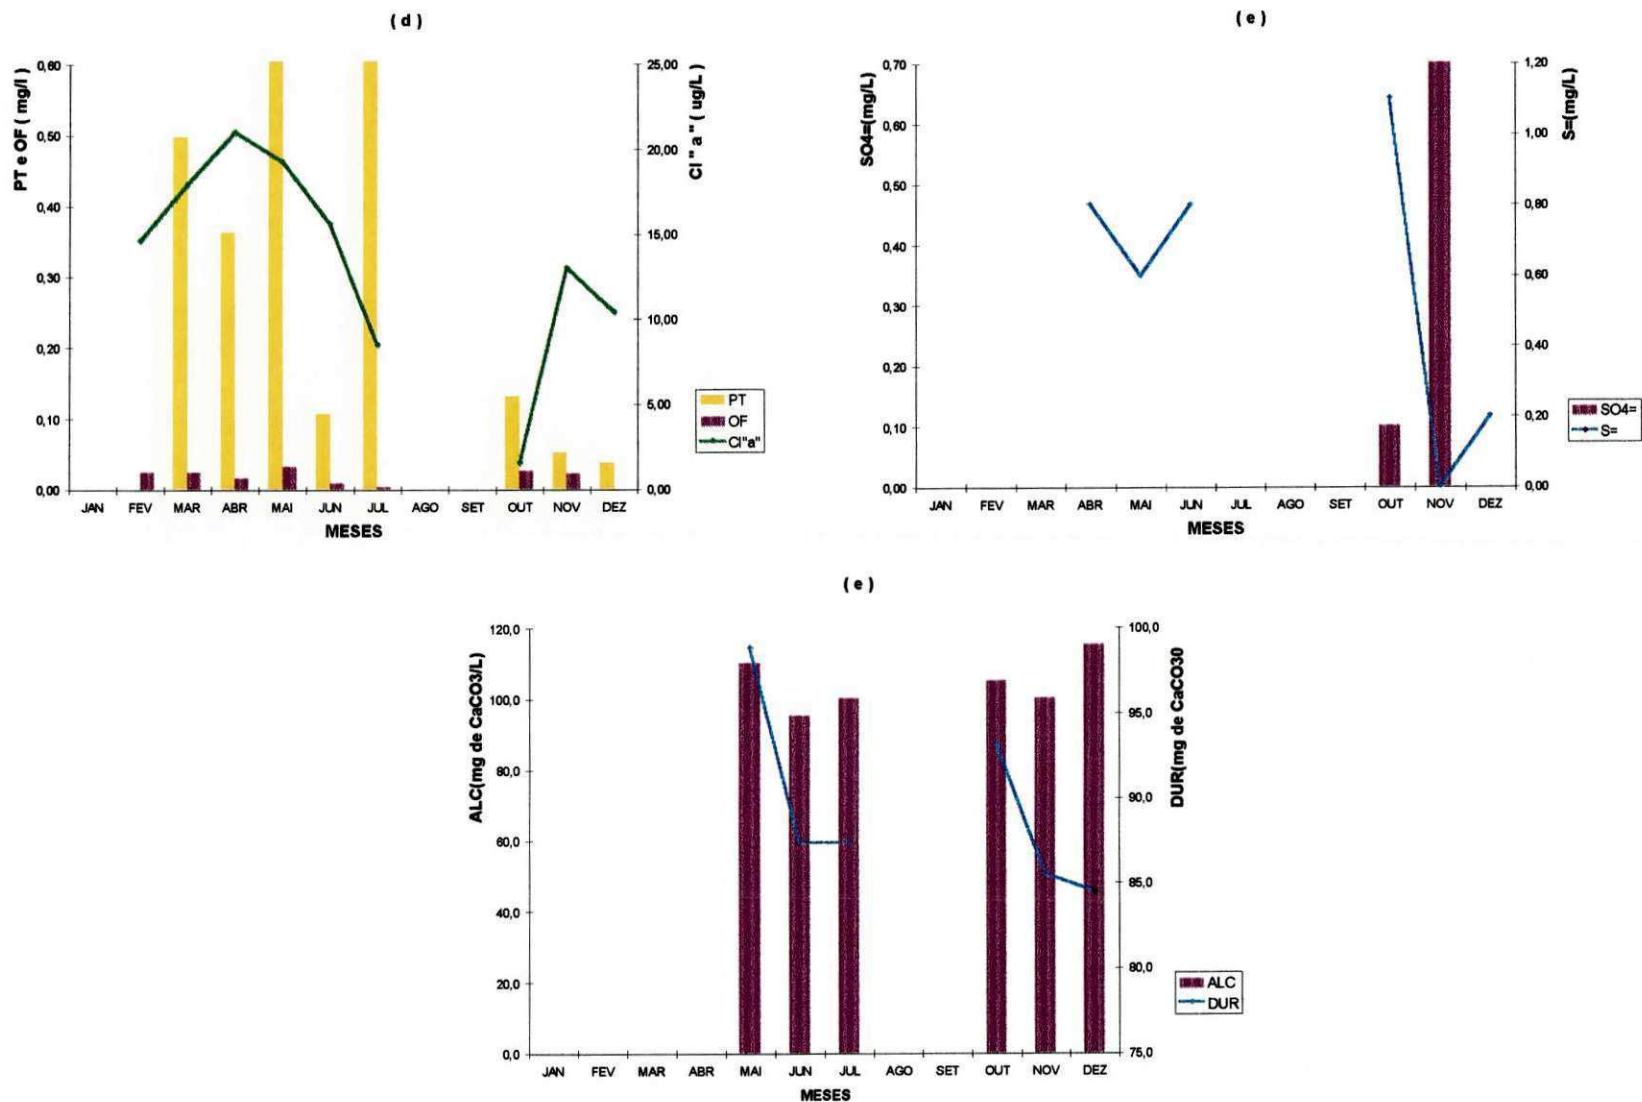 ( d )
PT e OF ( mg/l )
0,60
0,50
0,40
0,30
0,20
0,10
0,00
Cl " a " ( ug/L )
25,00
20,00
15,00
10,00
5,00
0,00
PT
OF
Cl"a"
JAN FEV MAR ABR MAI JUN JUL AGO SET OUT NOV DEZ
MESES
( e )
SO4=(mg/L)
0,70
0,60
0,50
0,40
0,30
0,20
0,10
0,00
S=(mg/L)
1,20
1,00
0,80
0,60
0,40
0,20
0,00
SO4=
S=
JAN FEV MAR ABR MAI JUN JUL AGO SET OUT NOV DEZ
MESES
( e )
ALC(mg de CaCO3/L)
120,0
100,0
80,0
60,0
40,0
20,0
0,0
DUR(mg de CaCO30
100,0
95,0
90,0
85,0
80,0
75,0
ALC
DUR
JAN FEV MAR ABR MAI JUN JUL AGO SET OUT NOV DEZ
MESES